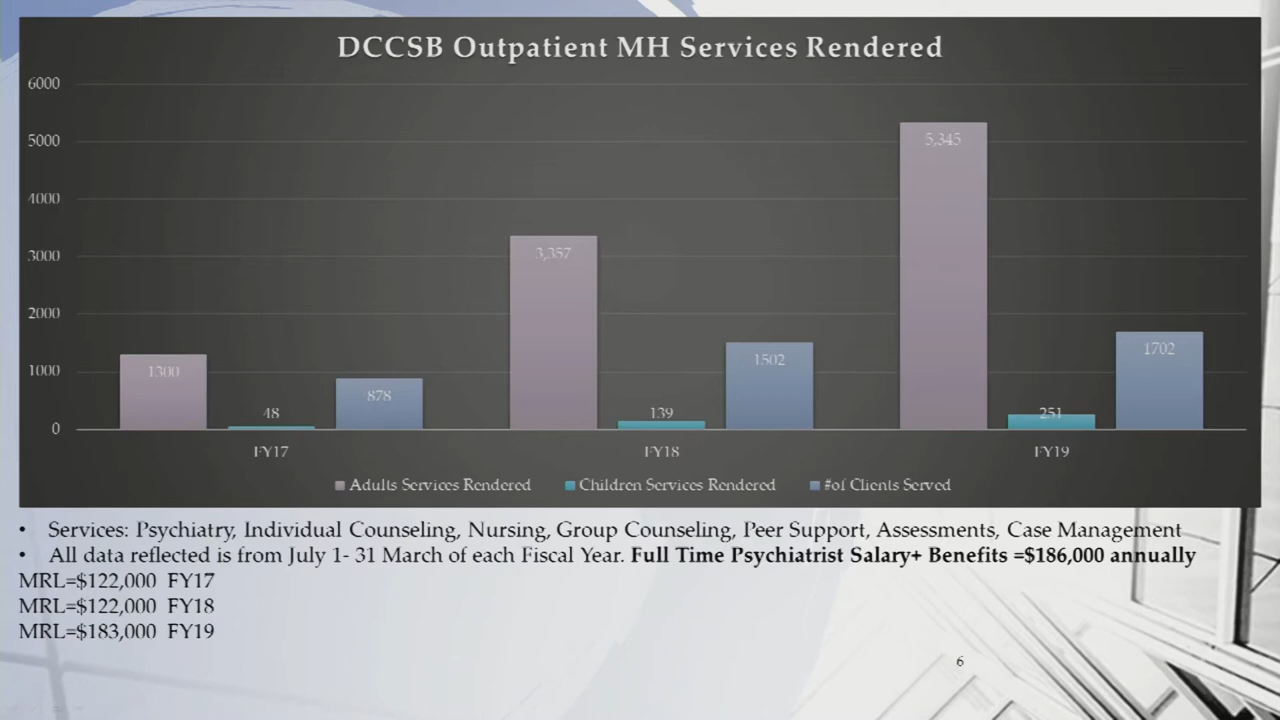 DCCSB Outpatient MH Services Rendered
6000
5000
4000
3000
2000
1000
0
1300
48
878
3,357
139
1502
5,345
251
1702
FY17
FY18
FY19
Adults Services Rendered
Children Services Rendered
#of Clients Served
• Services: Psychiatry, Individual Counseling, Nursing, Group Counseling, Peer Support, Assessments, Case Management
• All data reflected is from July 1- 31 March of each Fiscal Year. Full Time Psychiatrist Salary+ Benefits =$186,000 annually
MRL=$122,000 FY17
MRL=$122,000 FY18
MRL=$183,000 FY19
6